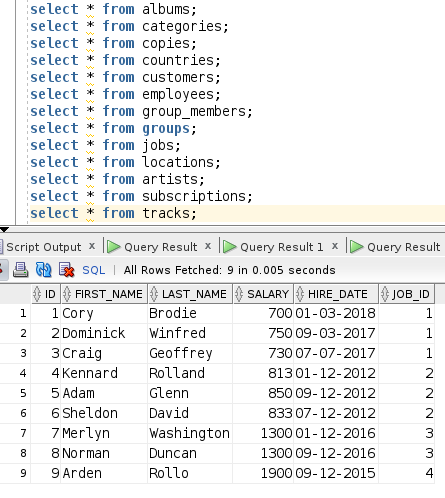 select * from albums;
select * from categories;
select * from copies;
select * from countries;
select * from customers;
select * from employees;
select * from group_members;
select * from groups;
select * from jobs;
select * from locations;
select * from artists;
select * from subscriptions;
select * from tracks;
Script Output x Query Result x Query Result 1 x Query Result
SQL | All Rows Fetched: 9 in 0.005 seconds
ID FIRST_NAME LAST_NAME SALARY HIRE_DATE JOB_ID
1 1 Cory Brodie 700 01-03-2018 1
2 2 Dominick Winfred 750 09-03-2017 1
3 3 Craig Geoffrey 730 07-07-2017 1
4 4 Kennard Rolland 813 01-12-2012 2
5 5 Adam Glenn 850 09-12-2012 2
6 6 Sheldon David 833 07-12-2012 2
7 7 Merlyn Washington 1300 01-12-2016 3
8 8 Norman Duncan 1300 09-12-2016 3
9 9 Arden Rollo 1900 09-12-2015 4